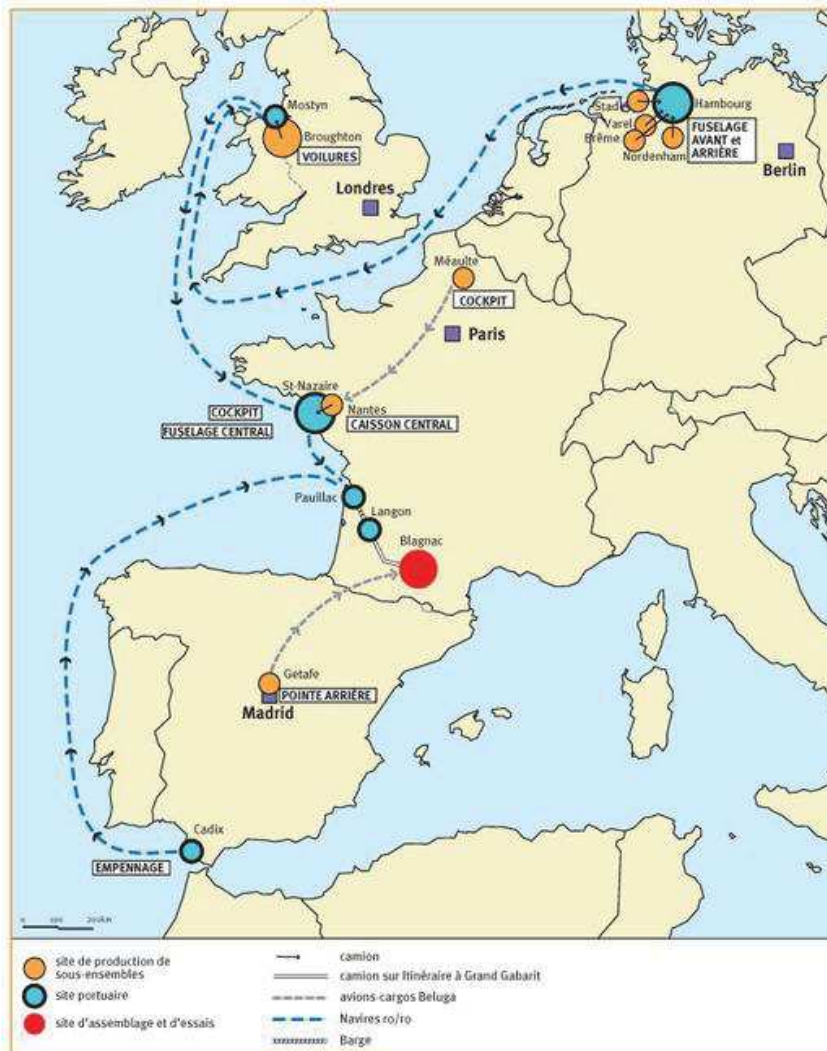 Mostyn
Broughton
VOILURES
Londres
Stade
Hambourg
Varel
Brême
Nordenham
FUSELAGE
AVANT et
ARRIÈRE
Berlin
Méaulte
COCKPIT
Paris
St-Nazaire
Nantes
COCKPIT
FUSELAGE CENTRAL
CAISSON CENTRAL
Pauillac
Langon
Blagnac
Getafe
POINTE ARRIÈRE
Madrid
Cadix
EMPENNAGE
0
site de production de
sous-ensembles
site portuaire
site d'assemblage et d'essais
camion
camion sur Itinéraire à Grand Gabarit
avions-cargos Beluga
Navires ro/ro
Barge